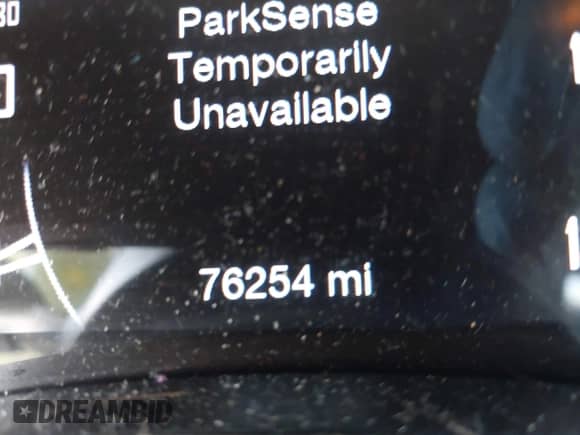 ParkSense
Temporarily
Unavailable
76254 mi
DREAMBID